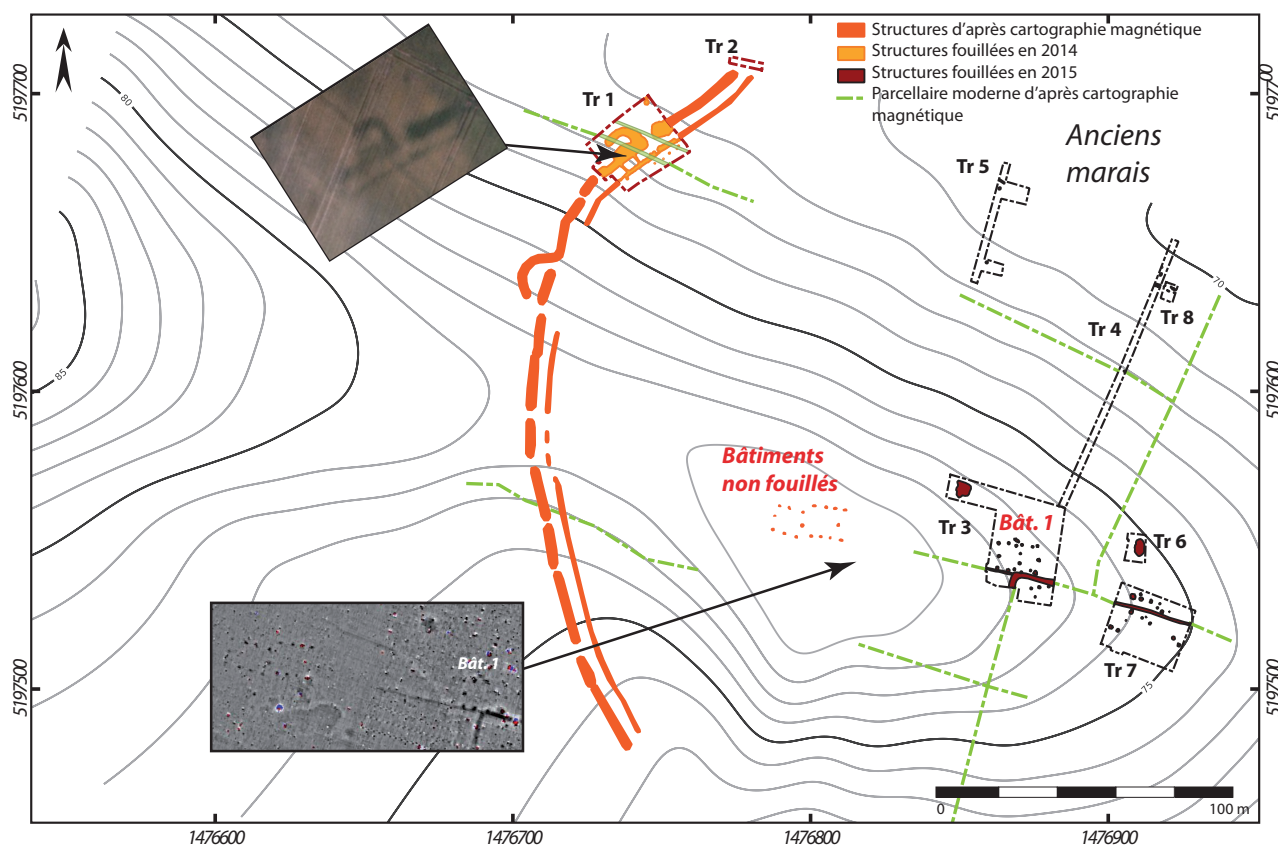 Structures d'après cartographie magnétique
Structures fouillées en 2014
Structures fouillées en 2015
Parcellaire moderne d'après cartographie
magnétique
Tr 2
Tr 1
Anciens
marais
Tr 5
Tr 4
Tr 8
Bâtiments
non fouillés
Tr 3
Bât. 1
Tr 6
Tr 7
Bât. 1
80
85
70
75
0
100 m
5197700
5197600
5197500
5197700
5197600
5197500
1476600
1476700
1476800
1476900